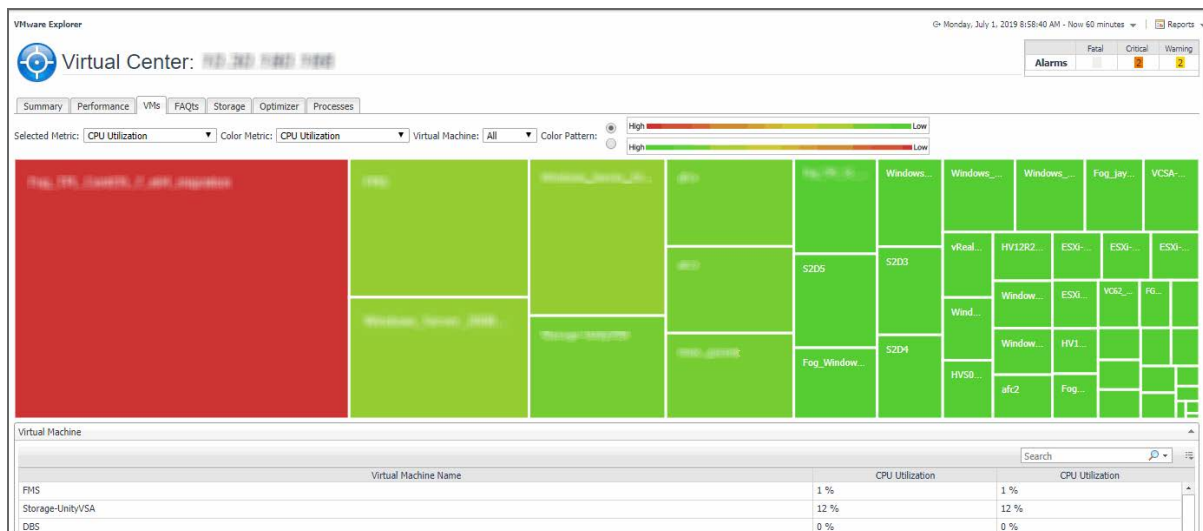 VMware Explorer
Monday, July 1, 2019 8:58:40 AM - Now 60 minutes
Reports
Virtual Center:
Fatal Critical Warning
Alarms 2 2
Summary Performance VMs FAQts Storage Optimizer Processes
Selected Metric: CPU Utilization Color Metric: CPU Utilization Virtual Machine: All Color Pattern:
High Low
High Low
Windows... Windows_... Windows_... Fog_jay... VCSA-...
vReal... HV12R2... ESXi-... ESXi-... ESXi-...
S2D5 S2D3
Window... ESXi... VC62_... FG...
Wind...
Window... HV1...
Fog_Window... S2D4
HVS0... afc2 Fog...
Virtual Machine
Search
Virtual Machine Name CPU Utilization CPU Utilization
FMS 1 % 1 %
Storage-UnityVSA 12 % 12 %
DBS 0 % 0 %